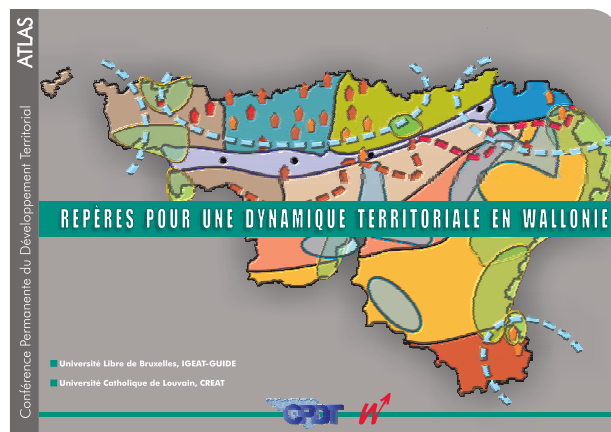 ATLAS
Conférence Permanente du Développement Territorial
REPÈRES POUR UNE DYNAMIQUE TERRITORIALE EN WALLONIE
Université Libre de Bruxelles, IGEAT-GUIDE
Université Catholique de Louvain, CREAT
CPDT W